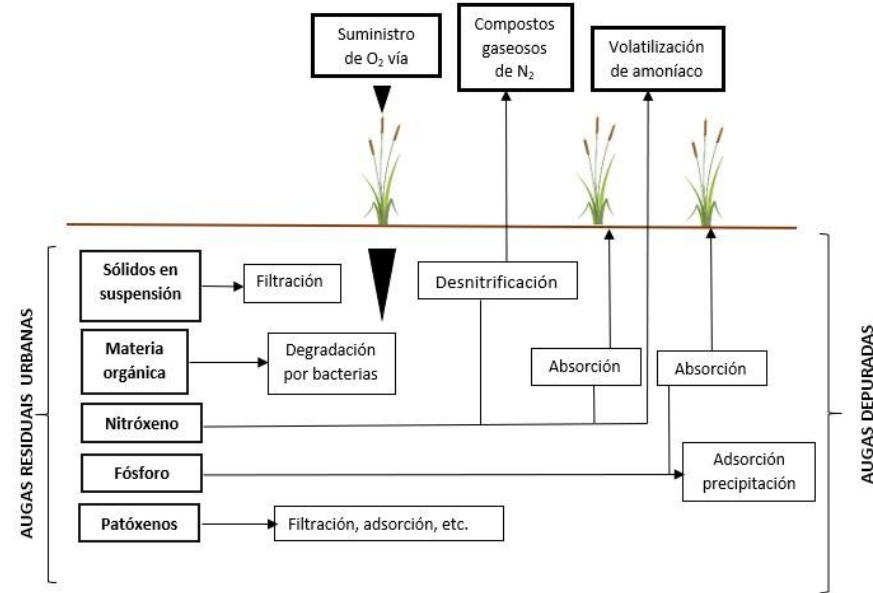 Suministro
de O₂ vía
Compostos
gaseosos
de N₂
Volatilización
de amoníaco
AUGAS RESIDUAIS URBANAS
Sólidos en
suspensión
Filtración
Desnitrificación
Materia
orgánica
Degradación
por bacterias
Absorción
Absorción
Nitróxeno
Fósforo
Adsorción
precipitación
Patóxenos
Filtración, adsorción, etc.
AUGAS DEPURADAS